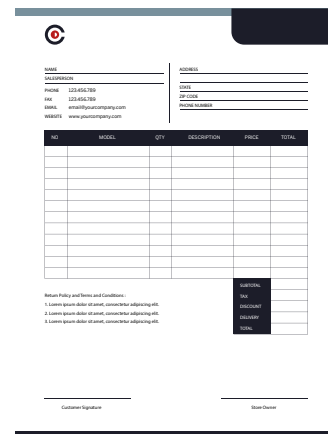 NAME
SALESPERSON
PHONE 123.456.789
FAX 123.456.789
EMAIL email@yourcompany.com
WEBSITE www.yourcompany.com
ADDRESS
STATE
ZIP CODE
PHONE NUMBER
NO MODEL QTY DESCRIPTION PRICE TOTAL
SUBTOTAL
TAX
DISCOUNT
DELIVERY
TOTAL
Return Policy and Terms and Conditions :
1. Lorem ipsum dolor sit amet, consectetur adipiscing elit.
2. Lorem ipsum dolor sit amet, consectetur adipiscing elit.
3. Lorem ipsum dolor sit amet, consectetur adipiscing elit.
Customer Signature
Store Owner